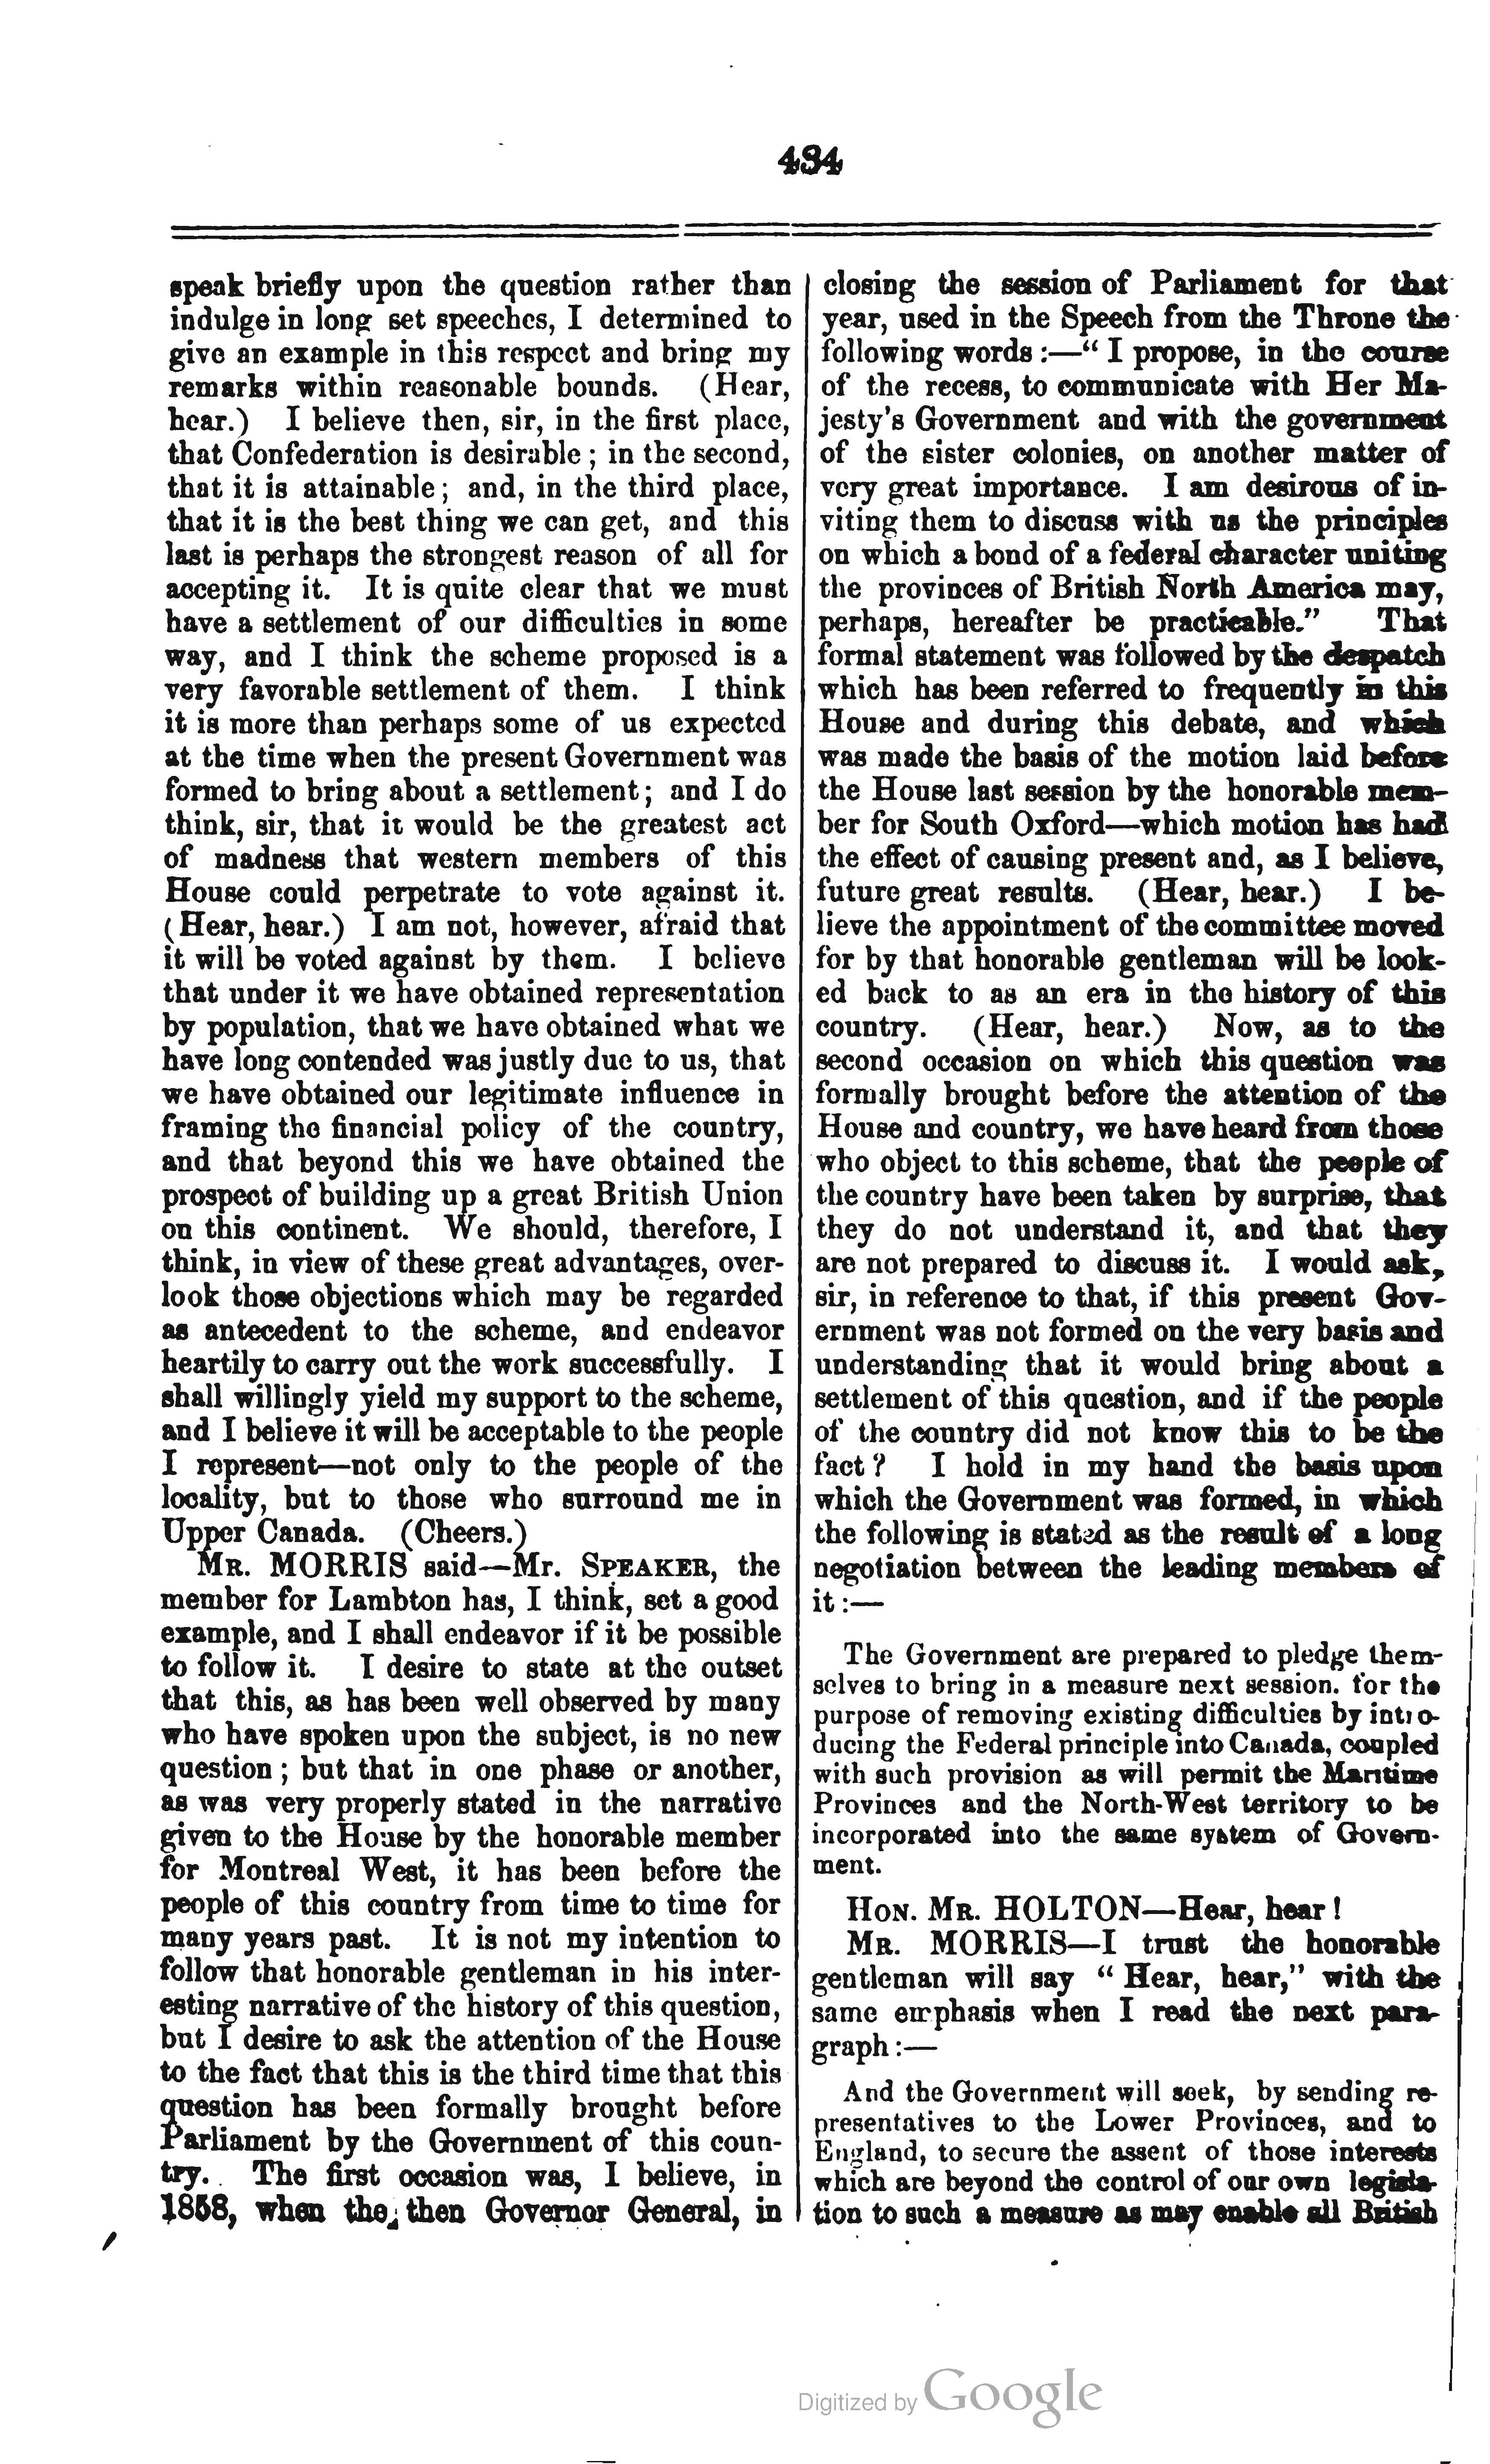 434
speak briefly upon the question rather than
indulge in long set speeches, I determined to
give an example in this respect and bring my
remarks within reasonable bounds. (Hear,
hear.) I believe then, sir, in the first place,
that Confederation is desirable; in the second,
that it is attainable; and, in the third place,
that it is the best thing we can get, and this
last is perhaps the strongest reason of all for
accepting it. It is quite clear that we must
have a settlement of our difficulties in some
way, and I think the scheme proposed is a
very favorable settlement of them. I think
it is more than perhaps some of us expected
at the time when the present Government was
formed to bring about a settlement; and I do
think, sir, that it would be the greatest act
of madness that western members of this
House could perpetrate to vote against it.
(Hear, hear.) I am not, however, afraid that
it will be voted against by them. I believe
that under it we have obtained representation
by population, that we have obtained what we
have long contended was justly due to us, that
we have obtained our legitimate influence in
framing the financial policy of the country,
and that beyond this we have obtained the
prospect of building up a great British Union
on this continent. We should, therefore, I
think, in view of these great advantages, over-
look those objections which may be regarded
as antecedent to the scheme, and endeavor
heartily to carry out the work successfully. I
shall willingly yield my support to the scheme,
and I believe it will be acceptable to the people
I represent—not only to the people of the
locality, but to those who surround me in
Upper Canada. (Cheers.)
MR. MORRIS said—Mr. SPEAKER, the
member for Lambton has, I think, set a good
example, and I shall endeavor if it be possible
to follow it. I desire to state at the outset
that this, as has been well observed by many
who have spoken upon the subject, is no new
question; but that in one phase or another,
as was very properly stated in the narrative
given to the House by the honorable member
for Montreal West, it has been before the
people of this country from time to time for
many years past. It is not my intention to
follow that honorable gentleman in his inter-
esting narrative of the history of this question,
but I desire to ask the attention of the House
to the fact that this is the third time that this
question has been formally brought before
Parliament by the Government of this coun-
try. The first occasion was, I believe, in
1858, when the then Governor General, in
closing the session of Parliament for that
year, used in the Speech from the Throne the
following words:—" I propose, in the course
of the recess, to communicate with Her Ma-
jesty's Government and with the government
of the sister colonies, on another matter of
very great importance. I am desirous of in-
viting them to discuss with us the principles
on which a bond of a federal character uniting
the provinces of British North America may,
perhaps, hereafter be practicable." That
formal statement was followed by the despatch
which has been referred to frequently in this
House and during this debate, and which
was made the basis of the motion laid before
the House last session by the honorable mem-
ber for South Oxford—which motion has had
the effect of causing present and, as I believe,
future great results. (Hear, hear.) I be-
lieve the appointment of the committee moved
for by that honorable gentleman will be look-
ed back to as an era in the history of this
country. (Hear, hear.) Now, as to the
second occasion on which this question was
formally brought before the attention of the
House and country, we have heard from those
who object to this scheme, that the people of
the country have been taken by surprise, that
they do not understand it, and that they
are not prepared to discuss it. I would ask,
sir, in reference to that, if this present Gov-
ernment was not formed on the very basis and
understanding that it would bring about a
settlement of this question, and if the people
of the country did not know this to be the
fact? I hold in my hand the basis upon
which the Government was formed, in which
the following is stated as the result of a long
negotiation between the leading members of
it:—
The Government are prepared to pledge them-
selves to bring in a measure next session. for the
purpose of removing existing difficulties by intro-
ducing the Federal principle into Canada, coupled
with such provision as will permit the Maritime
Provinces and the North-West territory to be
incorporated into the same system of Govern-
ment.
HON. MR. HOLTON—Hear, hear!
MR. MORRIS—I trust the honorable
gentleman will say " Hear, hear," with the
same emphasis when I read the next para-
graph:—
And the Government will seek, by sending re-
presentatives to the Lower Provinces, and to
England, to secure the assent of those interests
which are beyond the control of our own legisla-
tion to such a measure as may enable all British
Digitized by Google